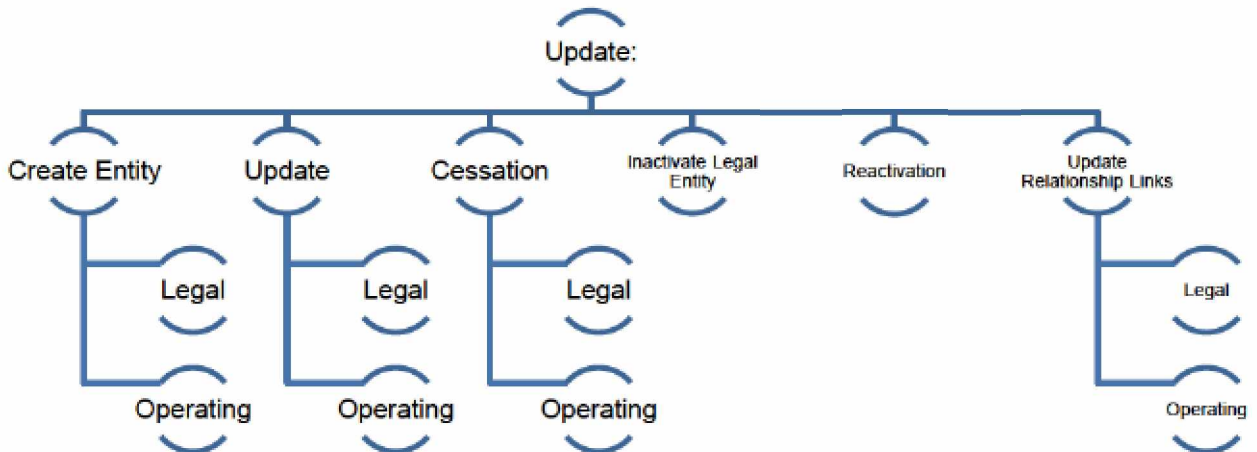 Update:
Create Entity
Update
Cessation
Inactivate Legal
Entity
Reactivation
Update
Relationship Links
Legal
Legal
Legal
Legal
Operating
Operating
Operating
Operating